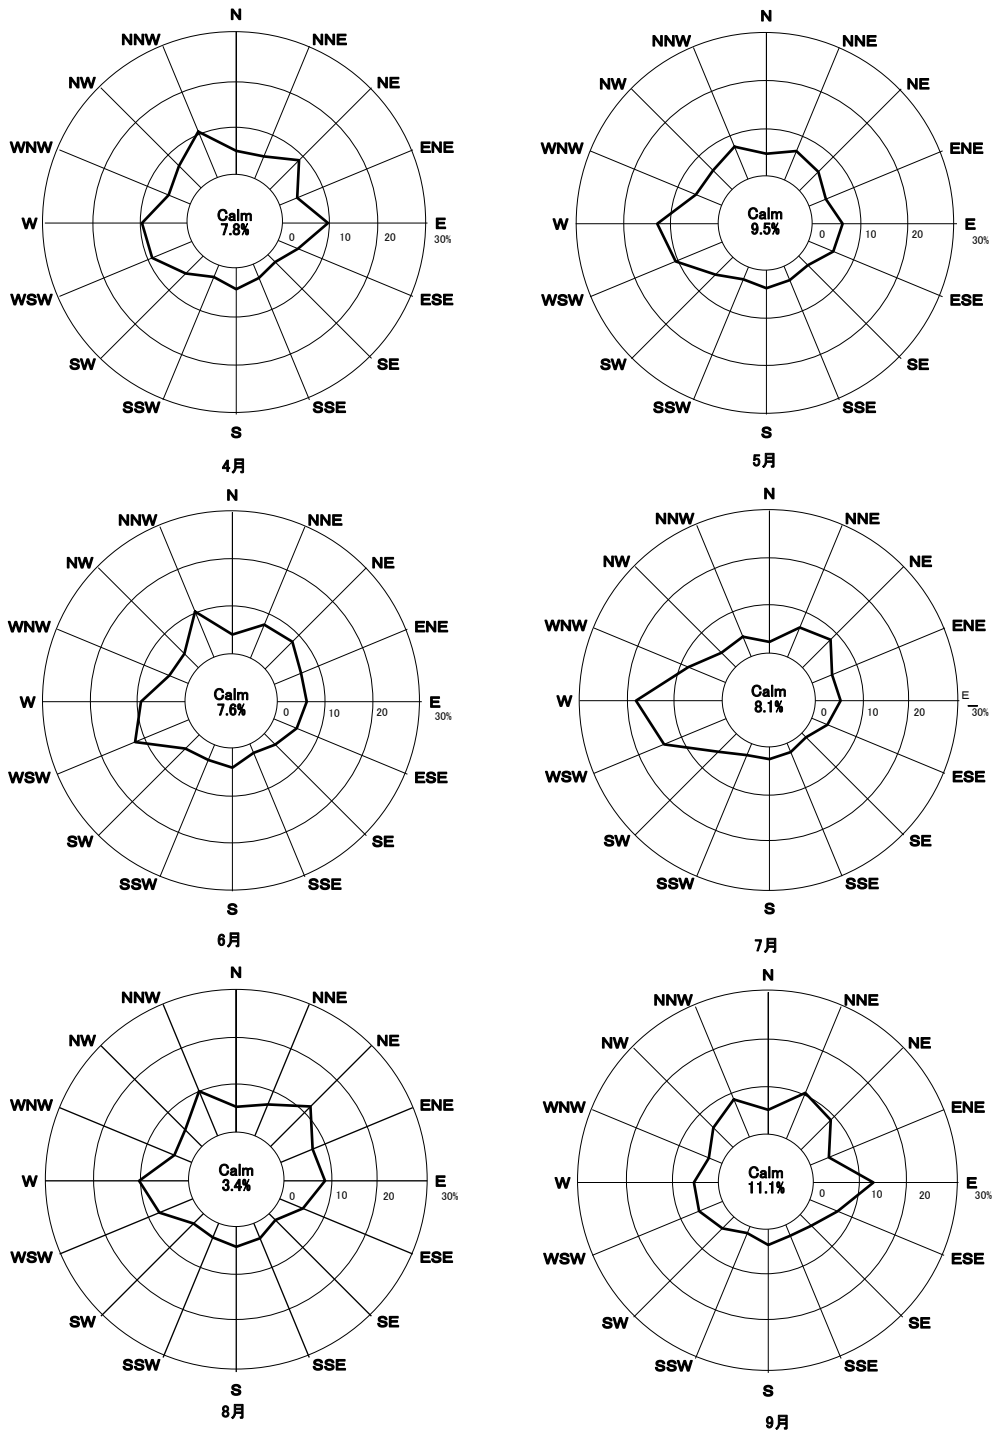 N
NNW NNE
NW NE
WNW ENE
Calm
7.8%
W E
0 10 20 30%
WSW ESE
SW SE
SSW SSE
S
4月
N
NNW NNE
NW NE
WNW ENE
Calm
9.5%
W E
0 10 20 30%
WSW ESE
SW SE
SSW SSE
S
5月
N
NNW NNE
NW NE
WNW ENE
Calm
7.6%
W E
0 10 20 30%
WSW ESE
SW SE
SSW SSE
S
6月
N
NNW NNE
NW NE
WNW ENE
Calm
8.1%
W E
0 10 20 30%
WSW ESE
SW SE
SSW SSE
S
7月
N
NNW NNE
NW NE
WNW ENE
Calm
3.4%
W E
0 10 20 30%
WSW ESE
SW SE
SSW SSE
S
8月
N
NNW NNE
NW NE
WNW ENE
Calm
11.1%
W E
0 10 20 30%
WSW ESE
SW SE
SSW SSE
S
9月